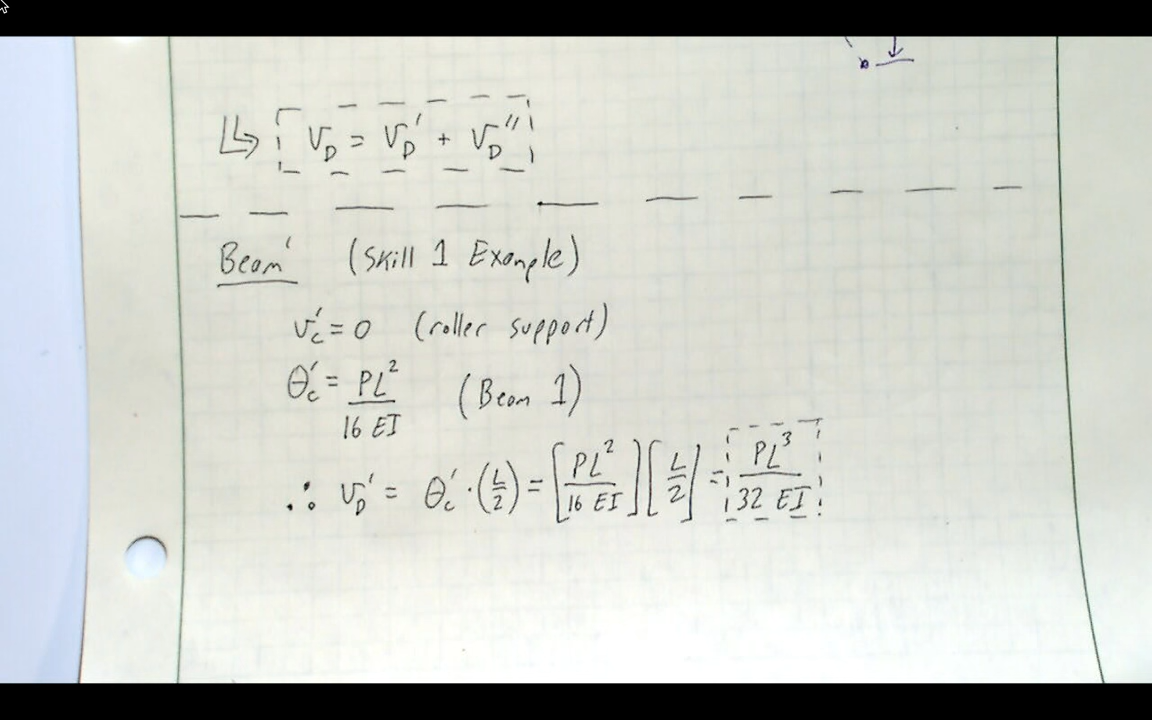 ↳ V_D = V_D' + V_D''
Beam' (Skill 1 Example)
v_c' = 0 (roller support)
θ_c' = PL²/16 EI (Beam 1)
∴ v_D' = θ_c' · (L/2) = [PL²/16 EI] [L/2] = PL³/32 EI